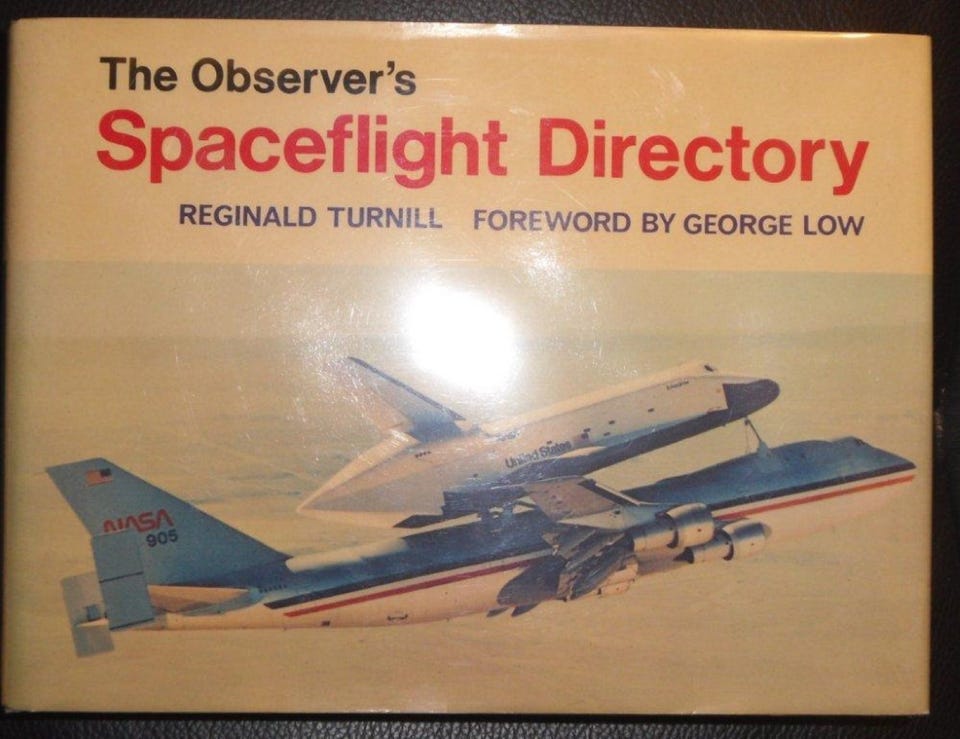 The Observer's
Spaceflight Directory
REGINALD TURNILL FOREWORD BY GEORGE LOW
United States
NASA
905